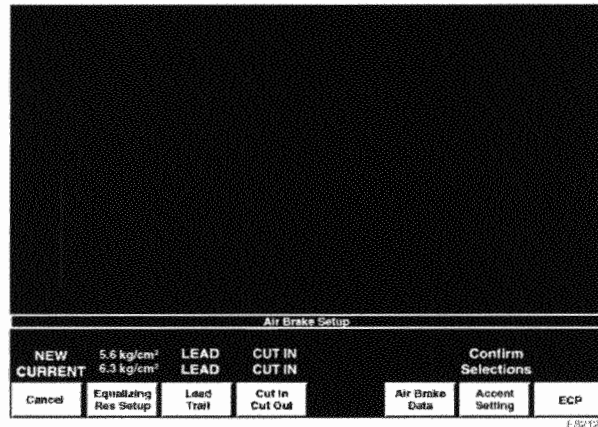 Air Brake Setup
NEW 5.6 kg/cm² LEAD CUT IN Confirm
CURRENT 6.3 kg/cm² LEAD CUT IN Selections
Cancel
Equalizing
Res Setup
Lead
Trail
Cut In
Cut Out
Air Brake
Data
Accent
Setting
ECP